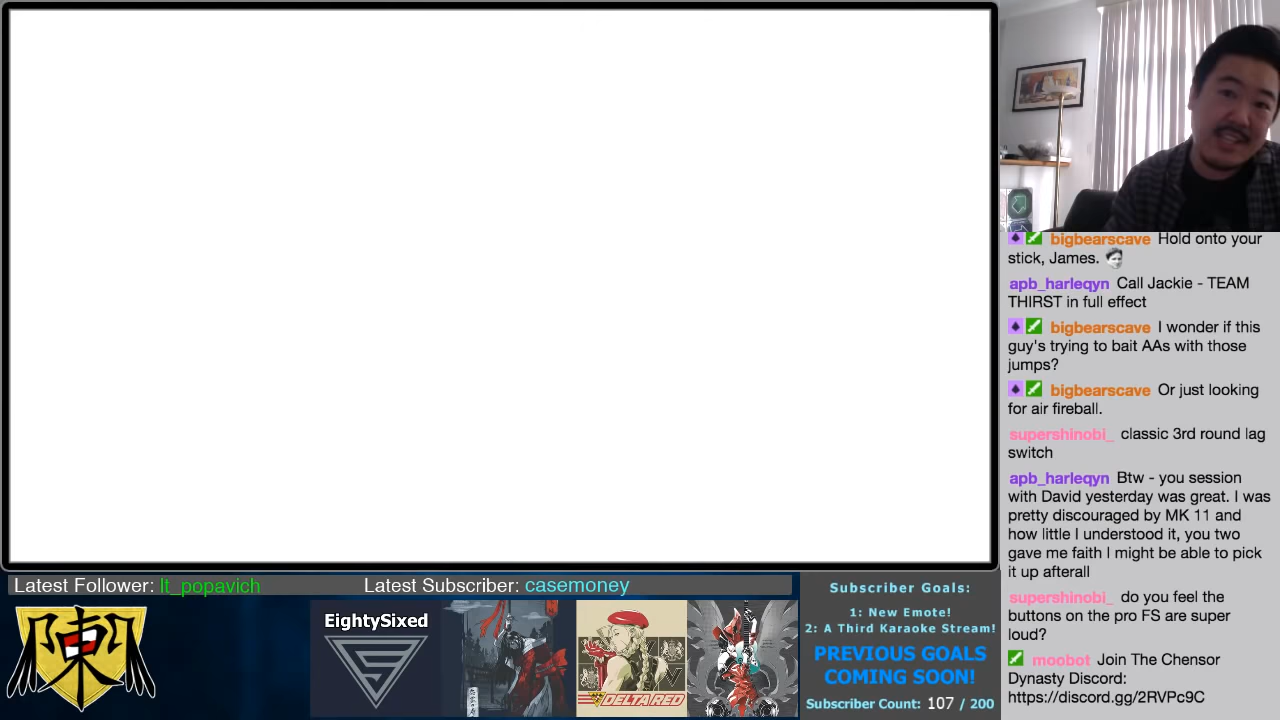 bigbearscave Hold onto your
stick, James.
apb_harleqyn Call Jackie - TEAM
THIRST in full effect
bigbearscave I wonder if this
guy's trying to bait AAs with those
jumps?
bigbearscave Or just looking
for air fireball.
supershinobi_ classic 3rd round lag
switch
apb_harleqyn Btw - you session
with David yesterday was great. I was
pretty discouraged by MK 11 and
how little I understood it, you two
gave me faith I might be able to pick
it up afterall
supershinobi_ do you feel the
buttons on the pro FS are super
loud?
moobot Join The Chensor
Dynasty Discord:
https://discord.gg/2RVPc9C
Latest Follower: lt_popavich
Latest Subscriber: casemoney
EightySixed
DELTA RED
Subscriber Goals:
1: New Emote!
2: A Third Karaoke Stream!
PREVIOUS GOALS
COMING SOON!
Subscriber Count: 107 / 200